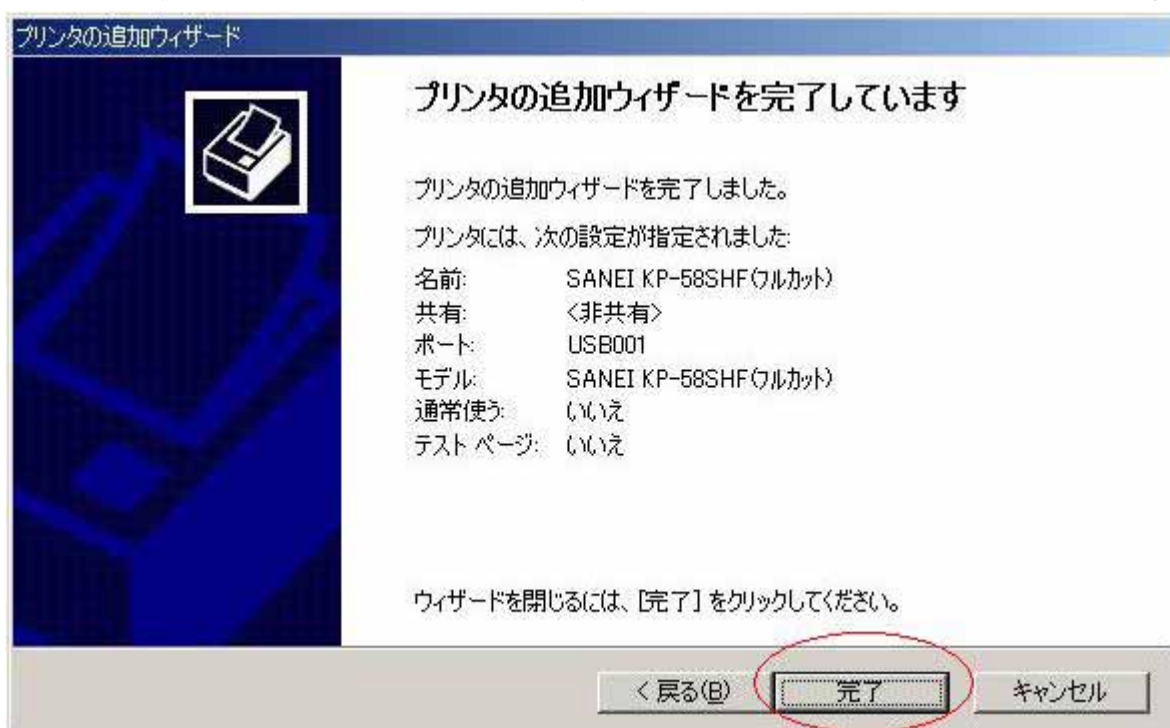 プリンタの追加ウィザード
プリンタの追加ウィザードを完了しています
プリンタの追加ウィザードを完了しました。
プリンタには、次の設定が指定されました:
名前: SANEI KP-58SHF(フルカット)
共有: <非共有>
ポート: USB001
モデル: SANEI KP-58SHF(フルカット)
通常使う: いいえ
テスト ページ: いいえ
ウィザードを閉じるには、[完了] をクリックしてください。
< 戻る(B) 完了 キャンセル